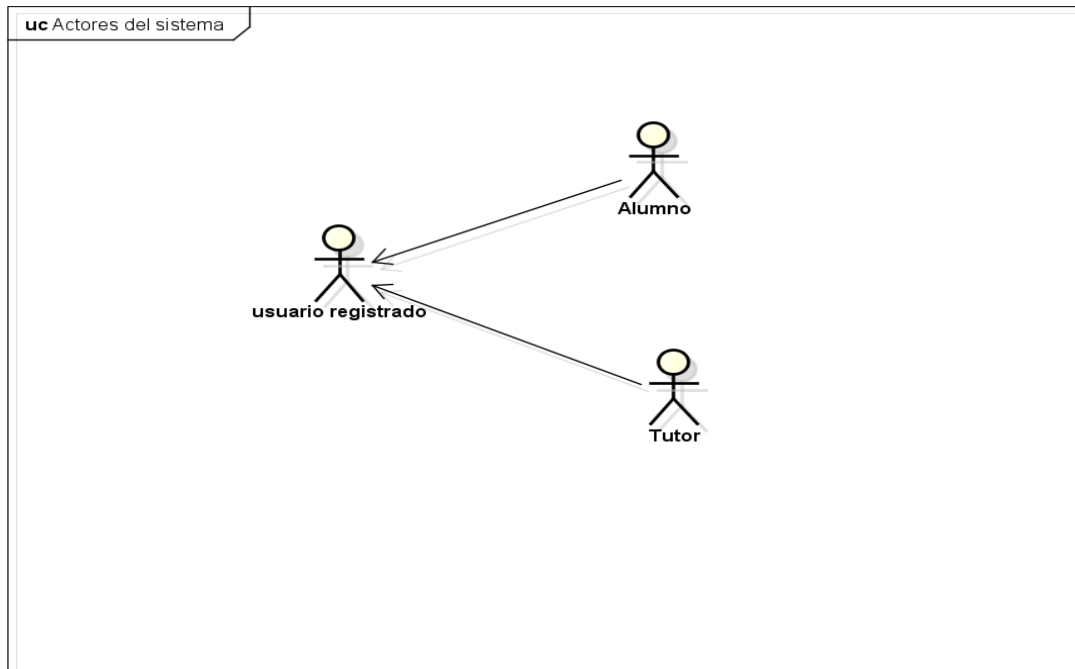 uc Actores del sistema
Alumno
usuario registrado
Tutor